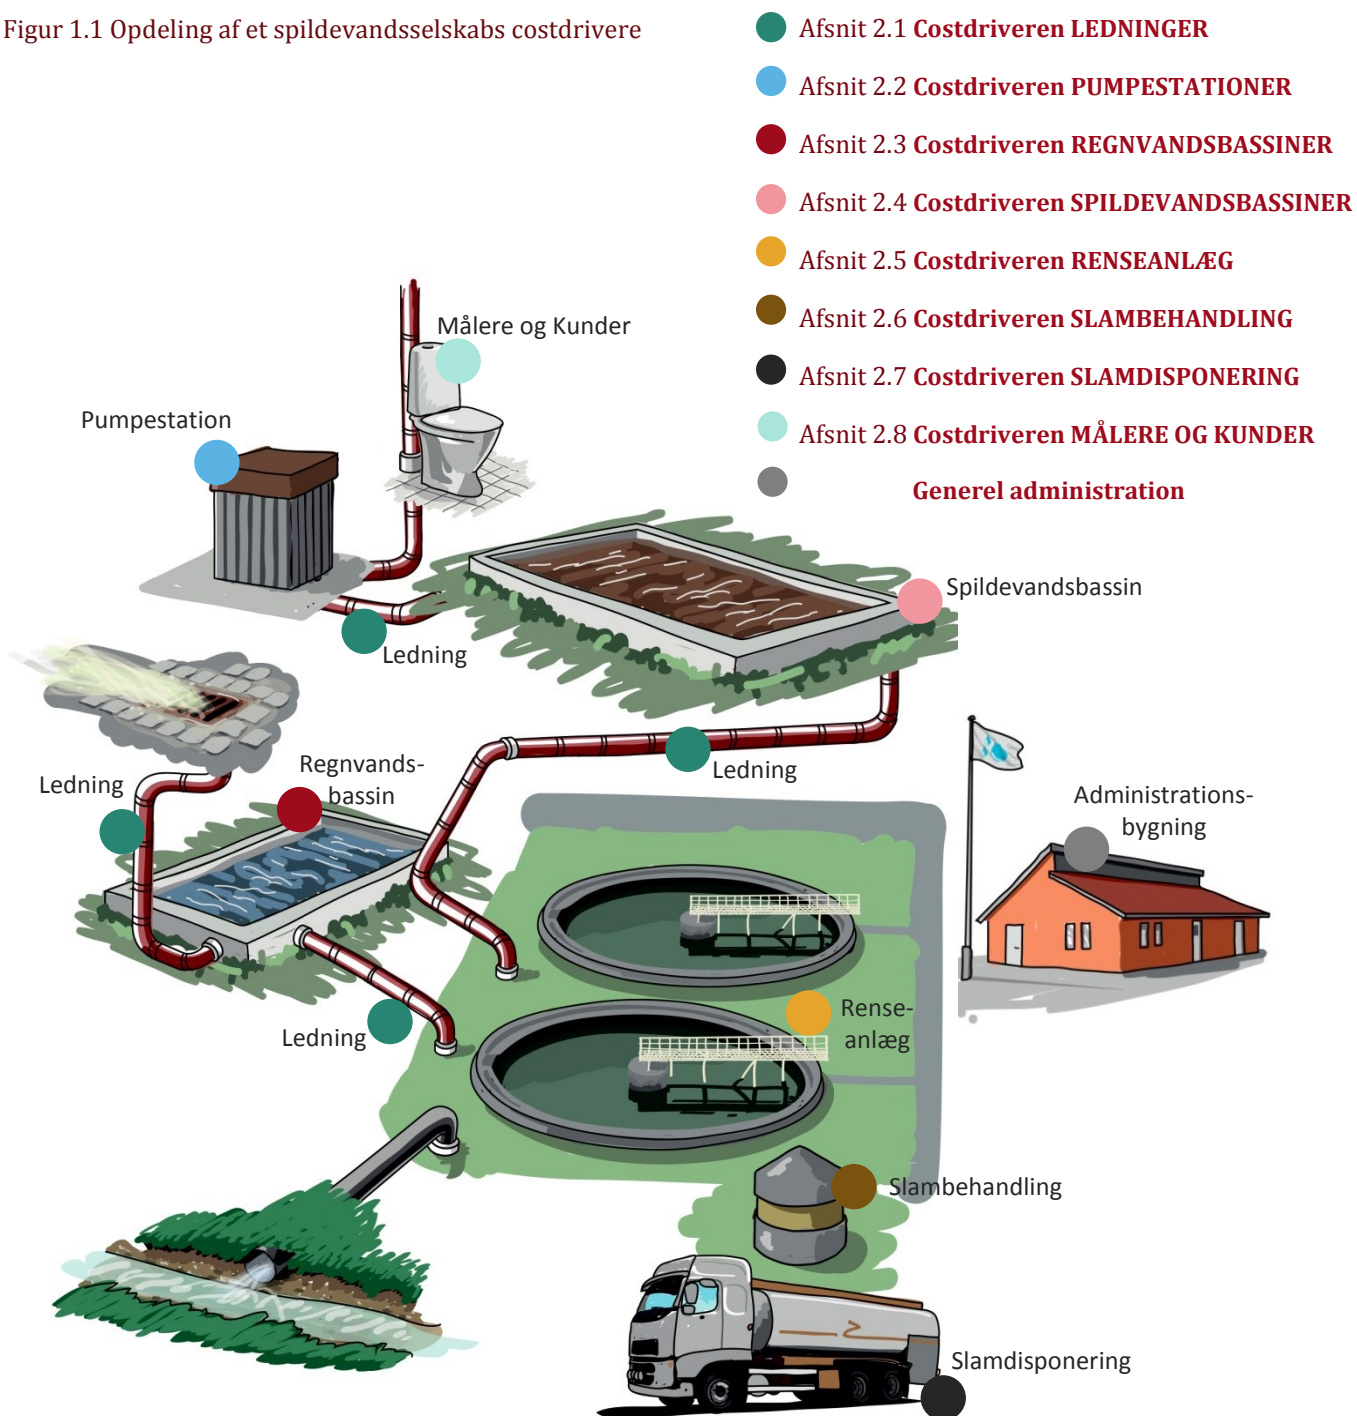 Figur 1.1 Opdeling af et spildevandsselskabs costdrivere
Afsnit 2.1 Costdriveren LEDNINGER
Afsnit 2.2 Costdriveren PUMPESTATIONER
Afsnit 2.3 Costdriveren REGNVANDSBASSINER
Afsnit 2.4 Costdriveren SPILDEVANDSBASSINER
Afsnit 2.5 Costdriveren RENSEANLÆG
Afsnit 2.6 Costdriveren SLAMBEHANDLING
Afsnit 2.7 Costdriveren SLAMDISPONERING
Afsnit 2.8 Costdriveren MÅLERE OG KUNDER
Generel administration
Målere og Kunder
Pumpestation
Spildevandsbassin
Ledning
Ledning
Regnvands-
bassin
Ledning
Administrations-
bygning
Ledning
Rense-
anlæg
Slambehandling
Slamdisponering